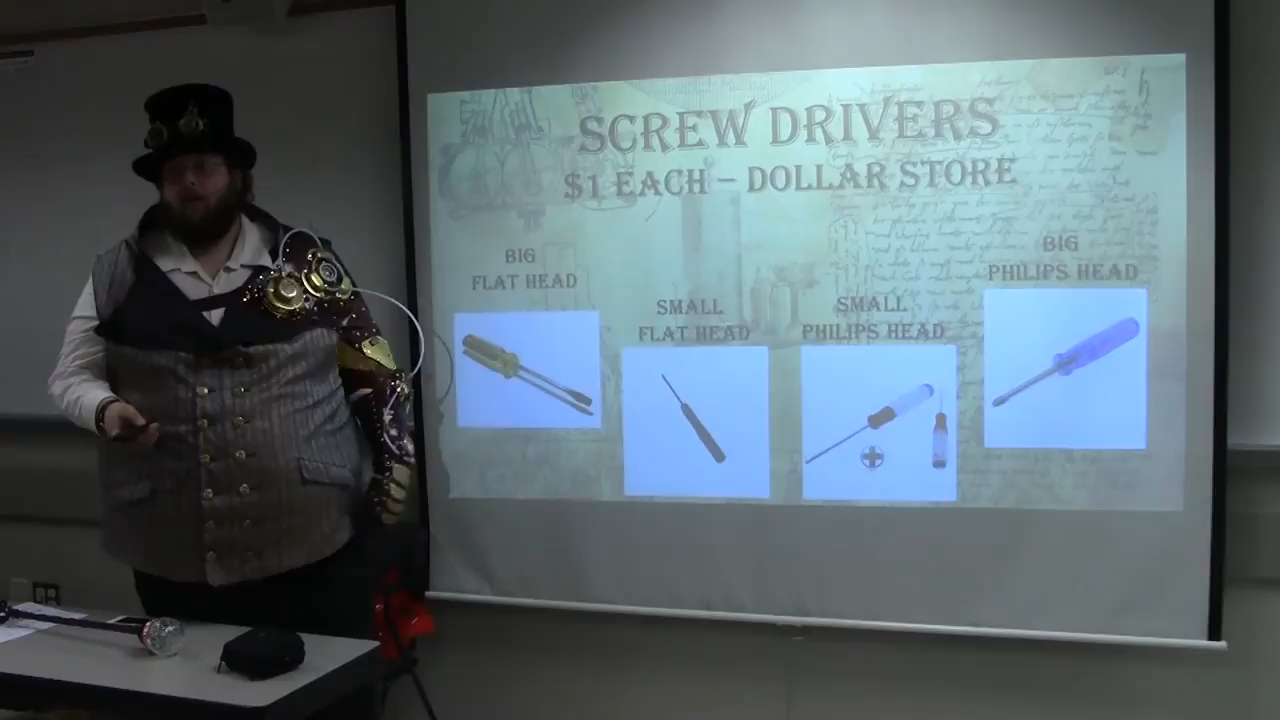 SCREW DRIVERS
$1 EACH – DOLLAR STORE
BIG
FLAT HEAD
SMALL
FLAT HEAD
SMALL
PHILIPS HEAD
BIG
PHILIPS HEAD